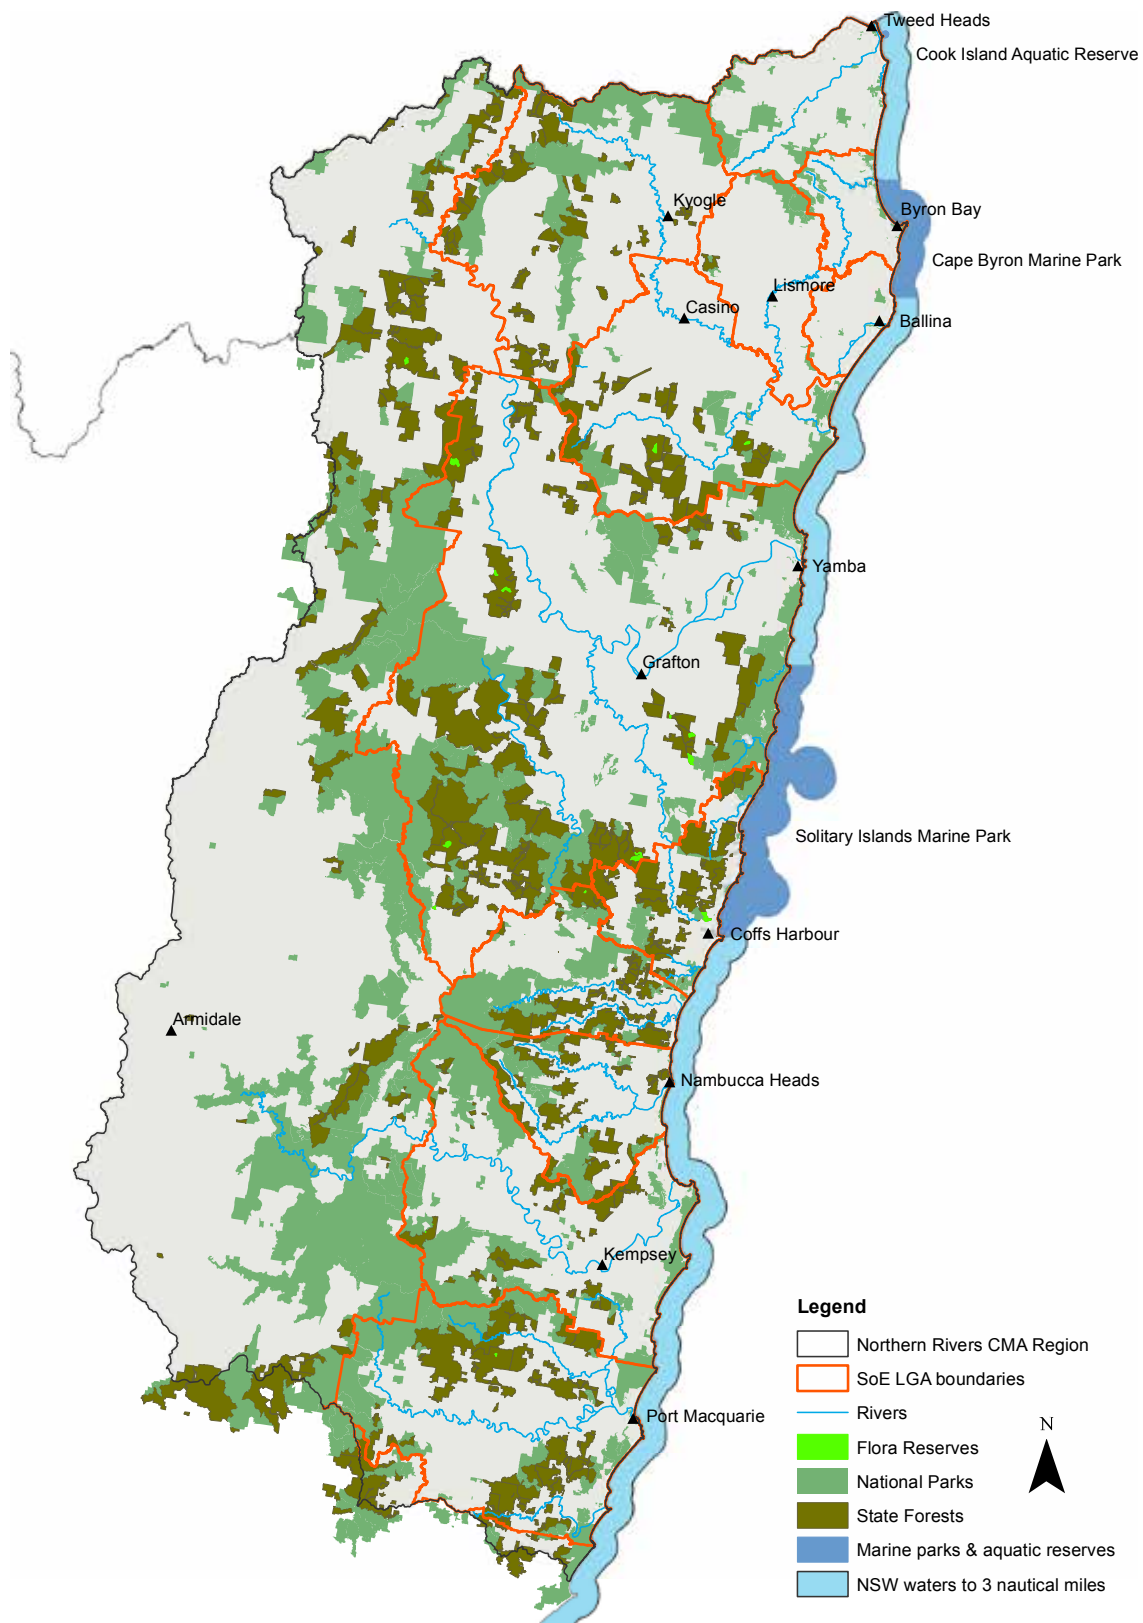 Tweed Heads
Cook Island Aquatic Reserve
Kyogle
Byron Bay
Cape Byron Marine Park
Lismore
Casino
Ballina
Yamba
Grafton
Solitary Islands Marine Park
Coffs Harbour
Armidale
Nambucca Heads
Kempsey
Port Macquarie
Legend
Northern Rivers CMA Region
SoE LGA boundaries
Rivers
Flora Reserves
National Parks
State Forests
Marine parks & aquatic reserves
NSW waters to 3 nautical miles
N